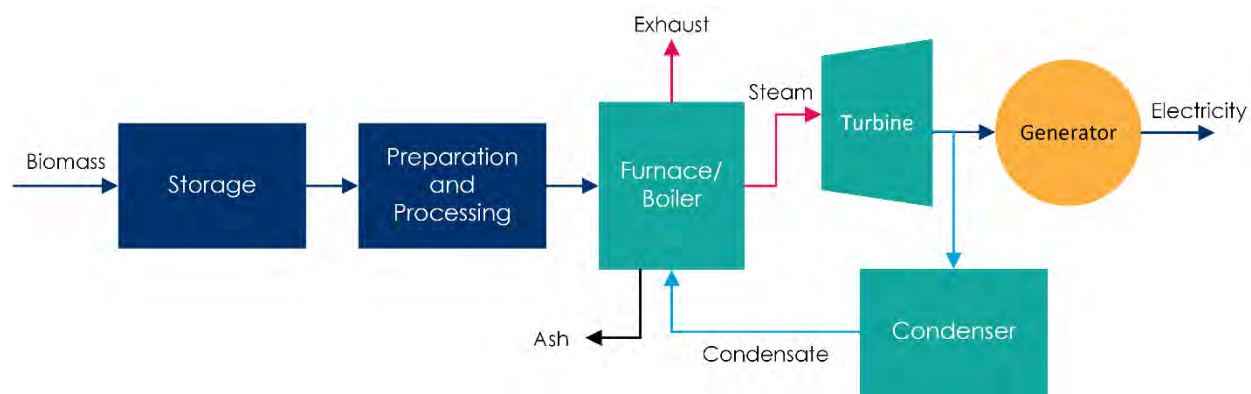 Exhaust
Steam
Turbine
Electricity
Biomass
Storage
Preparation
and
Processing
Furnace/
Boiler
Generator
Ash
Condensate
Condenser